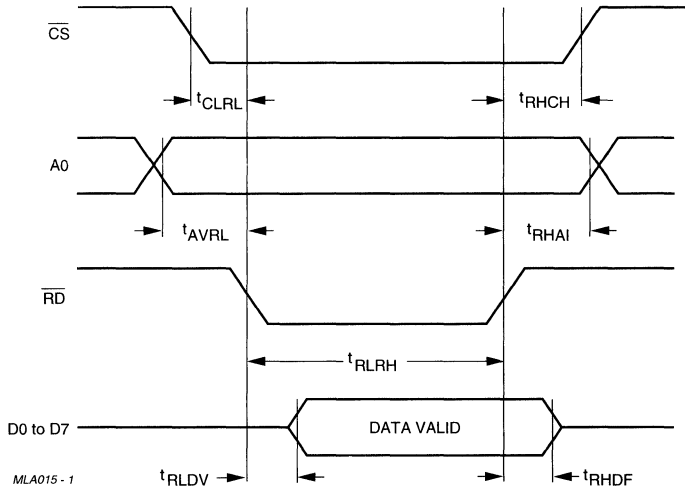 CS
tCLRL
tRHCH
A0
tAVRL
tRHAI
RD
tRLRH
D0 to D7
DATA VALID
MLA015 - 1
tRLDV
tRHDF